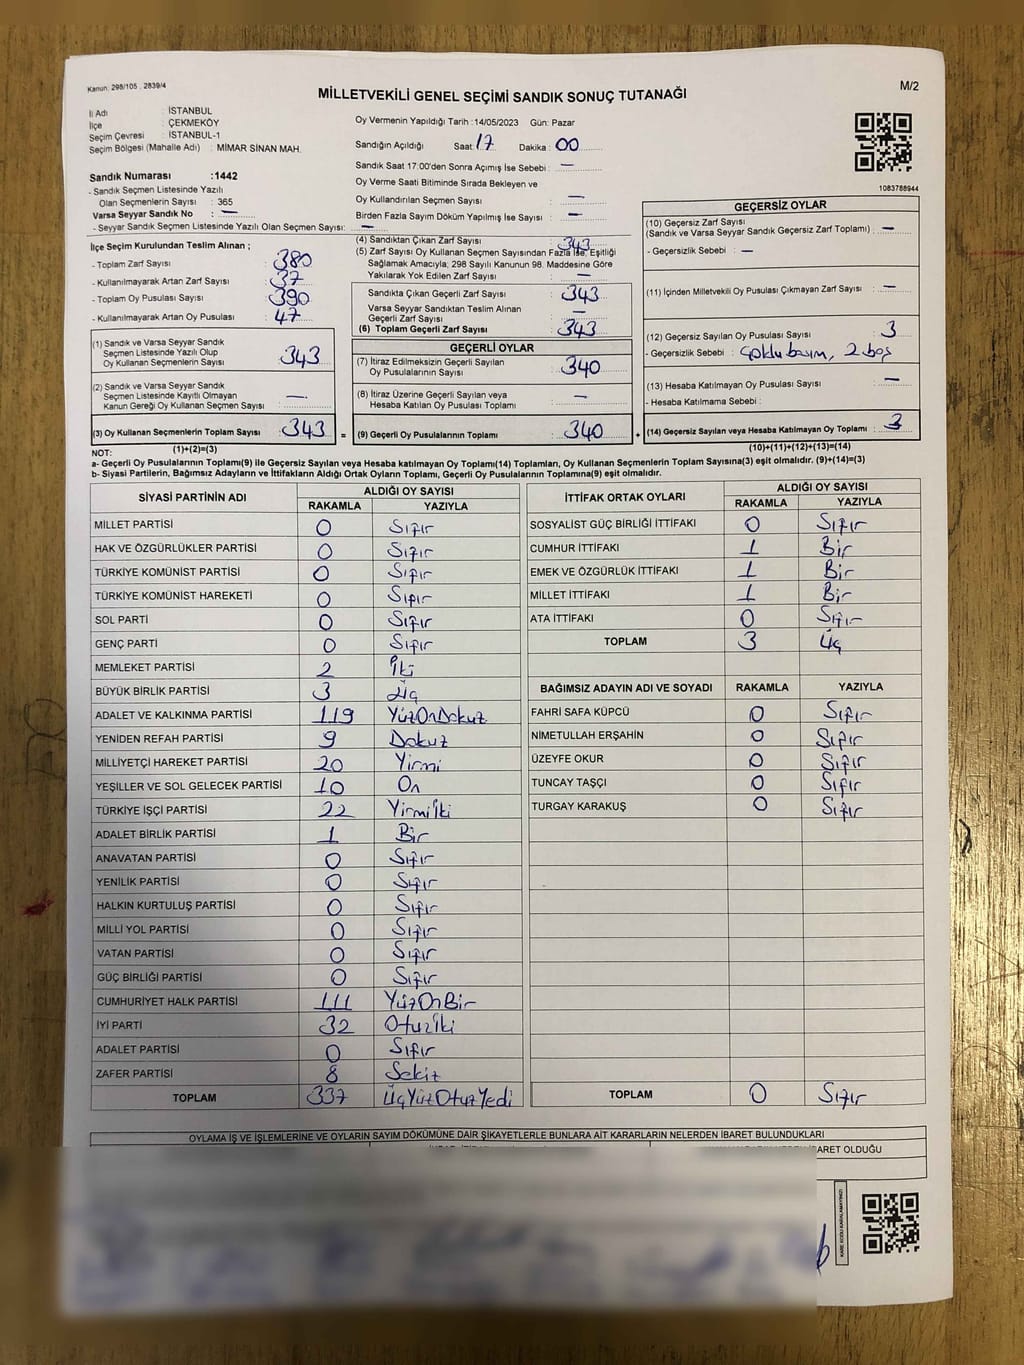 Kanun: 298/105 , 2839/4
MİLLETVEKİLİ GENEL SEÇİMİ SANDIK SONUÇ TUTANAĞI
M/2
İl Adı : İSTANBUL
İlçe : ÇEKMEKÖY
Seçim Çevresi : İSTANBUL-1
Seçim Bölgesi (Mahalle Adı) : MİMAR SİNAN MAH.
Oy Vermenin Yapıldığı Tarih :14/05/2023 Gün: Pazar
Sandığın Açıldığı Saat: 17 Dakika : 00
Sandık Saat 17:00'den Sonra Açımış İse Sebebi : —
Oy Verme Saati Bitiminde Sırada Bekleyen ve
Oy Kullandırılan Seçmen Sayısı : —
Birden Fazla Sayım Döküm Yapılmış İse Sayısı : —
1083788944
Sandık Numarası :1442
- Sandık Seçmen Listesinde Yazılı
Olan Seçmenlerin Sayısı : 365
Varsa Seyyar Sandık No : —
- Seyyar Sandık Seçmen Listesinde Yazılı Olan Seçmen Sayısı: —
İlçe Seçim Kurulundan Teslim Alınan ;
- Toplam Zarf Sayısı : 380
- Kullanılmayarak Artan Zarf Sayısı : 37
- Toplam Oy Pusulası Sayısı : 390
- Kullanılmayarak Artan Oy Pusulası : 47
(1) Sandık ve Varsa Seyyar Sandık
Seçmen Listesinde Yazılı Olup
Oy Kullanan Seçmenlerin Sayısı : 343
(2) Sandık ve Varsa Seyyar Sandık
Seçmen Listesinde Kayıtlı Olmayan
Kanun Gereği Oy Kullanan Seçmen Sayısı : —
(3) Oy Kullanan Seçmenlerin Toplam Sayısı : 343 =
(1)+(2)=(3)
(4) Sandıktan Çıkan Zarf Sayısı : 343
(5) Zarf Sayısı Oy Kullanan Seçmen Sayısından Fazla İse, Eşitliği
Sağlamak Amacıyla, 298 Sayılı Kanunun 98. Maddesine Göre
Yakılarak Yok Edilen Zarf Sayısı : —
Sandıkta Çıkan Geçerli Zarf Sayısı : 343
Varsa Seyyar Sandıktan Teslim Alınan
Geçerli Zarf Sayısı : —
(6) Toplam Geçerli Zarf Sayısı : 343
GEÇERLİ OYLAR
(7) İtiraz Edilmeksizin Geçerli Sayılan
Oy Pusulalarının Sayısı : 340
(8) İtiraz Üzerine Geçerli Sayılan veya
Hesaba Katılan Oy Pusulası Toplamı : —
(9) Geçerli Oy Pusulalarının Toplamı : 340 +
GEÇERSİZ OYLAR
(10) Geçersiz Zarf Sayısı
(Sandık ve Varsa Seyyar Sandık Geçersiz Zarf Toplamı) : —
- Geçersizlik Sebebi : —
(11) İçinden Milletvekili Oy Pusulası Çıkmayan Zarf Sayısı : —
(12) Geçersiz Sayılan Oy Pusulası Sayısı : 3
- Geçersizlik Sebebi : 2 boş
(13) Hesaba Katılmayan Oy Pusulası Sayısı : —
- Hesaba Katılmama Sebebi :
(14) Geçersiz Sayılan veya Hesaba Katılmayan Oy Toplamı : 3
(10)+(11)+(12)+(13)=(14)
NOT:
a- Geçerli Oy Pusulalarının Toplamı(9) ile Geçersiz Sayılan veya Hesaba katılmayan Oy Toplamı(14) Toplamları, Oy Kullanan Seçmenlerin Toplam Sayısına(3) eşit olmalıdır. (9)+(14)=(3)
b- Siyasi Partilerin, Bağımsız Adayların ve İttifakların Aldığı Ortak Oyların Toplamı, Geçerli Oy Pusulalarının Toplamına(9) eşit olmalıdır.
SİYASİ PARTİNİN ADI ALDIĞI OY SAYISI
RAKAMLA YAZIYLA
MİLLET PARTİSİ 0 Sıfır
HAK VE ÖZGÜRLÜKLER PARTİSİ 0 Sıfır
TÜRKİYE KOMÜNİST PARTİSİ 0 Sıfır
TÜRKİYE KOMÜNİST HAREKETİ 0 Sıfır
SOL PARTİ 0 Sıfır
GENÇ PARTİ 0 Sıfır
MEMLEKET PARTİSİ 2 İki
BÜYÜK BİRLİK PARTİSİ 3 Üç
ADALET VE KALKINMA PARTİSİ 119 YüzOnDokuz
YENİDEN REFAH PARTİSİ 9 Dokuz
MİLLİYETÇİ HAREKET PARTİSİ 20 Yirmi
YEŞİLLER VE SOL GELECEK PARTİSİ 10 On
TÜRKİYE İŞÇİ PARTİSİ 22 Yirmiİki
ADALET BİRLİK PARTİSİ 1 Bir
ANAVATAN PARTİSİ 0 Sıfır
YENİLİK PARTİSİ 0 Sıfır
HALKIN KURTULUŞ PARTİSİ 0 Sıfır
MİLLİ YOL PARTİSİ 0 Sıfır
VATAN PARTİSİ 0 Sıfır
GÜÇ BİRLİĞİ PARTİSİ 0 Sıfır
CUMHURİYET HALK PARTİSİ 111 YüzOnBir
İYİ PARTİ 32 Otuzİki
ADALET PARTİSİ 0 Sıfır
ZAFER PARTİSİ 8 Sekiz
TOPLAM 337 ÜçYüzOtuzYedi
İTTİFAK ORTAK OYLARI ALDIĞI OY SAYISI
RAKAMLA YAZIYLA
SOSYALİST GÜÇ BİRLİĞİ İTTİFAKI 0 Sıfır
CUMHUR İTTİFAKI 1 Bir
EMEK VE ÖZGÜRLÜK İTTİFAKI 1 Bir
MİLLET İTTİFAKI 1 Bir
ATA İTTİFAKI 0 Sıfır
TOPLAM 3 Üç
BAĞIMSIZ ADAYIN ADI VE SOYADI RAKAMLA YAZIYLA
FAHRİ SAFA KÜPCÜ 0 Sıfır
NİMETULLAH ERŞAHİN 0 Sıfır
ÜZEYFE OKUR 0 Sıfır
TUNCAY TAŞÇI 0 Sıfır
TURGAY KARAKUŞ 0 Sıfır
TOPLAM 0 Sıfır
OYLAMA İŞ VE İŞLEMLERİNE VE OYLARIN SAYIM DÖKÜMÜNE DAİR ŞİKAYETLERLE BUNLARA AİT KARARLARIN NELERDEN İBARET BULUNDUKLARI
İBARET OLDUĞU
KARE KODU KARALAMAYINIZ!